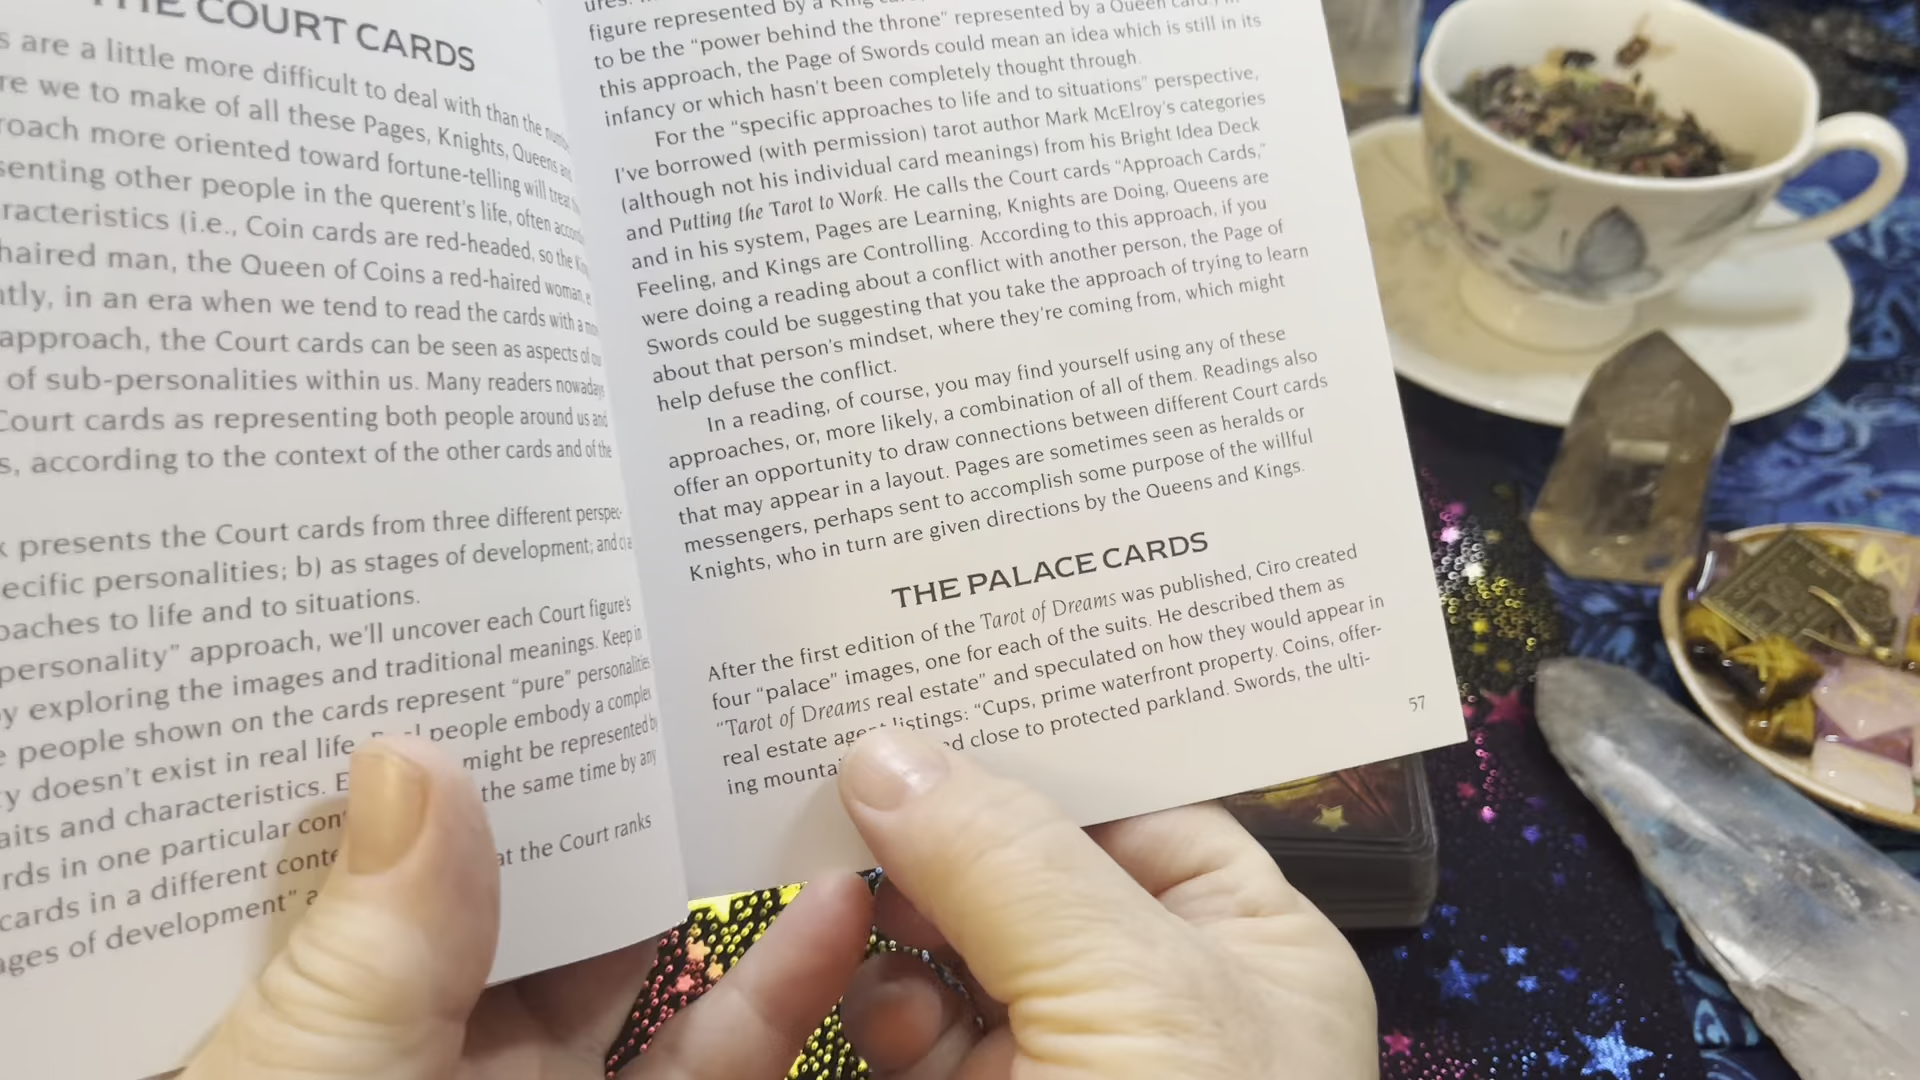 THE COURT CARDS
s are a little more difficult to deal with than the
re we to make of all these Pages, Knights, Queens and
roach more oriented toward fortune-telling will treat
senting other people in the querent's life, often
racteristics (i.e., Coin cards are red-headed, so the
haired man, the Queen of Coins a red-haired woman,
tly, in an era when we tend to read the cards with a
approach, the Court cards can be seen as aspects of
of sub-personalities within us. Many readers nowadays
Court cards as representing both people around us and
s, according to the context of the other cards and of the
k presents the Court cards from three different perspec-
ecific personalities; b) as stages of development; and c)
oaches to life and to situations.
personality" approach, we'll uncover each Court figure's
y exploring the images and traditional meanings. Keep in
e people shown on the cards represent "pure" personalities
y doesn't exist in real life. people embody a complex
aits and characteristics. might be represented by
rds in one particular the same time by any
cards in a different
ages of development" at the Court ranks
figure represented by a King
to be the "power behind the throne" represented by a Queen
this approach, the Page of Swords could mean an idea which is still in its
infancy or which hasn't been completely thought through.
For the "specific approaches to life and to situations" perspective,
I've borrowed (with permission) tarot author Mark McElroy's categories
(although not his individual card meanings) from his Bright Idea Deck
and Putting the Tarot to Work. He calls the Court cards "Approach Cards,"
and in his system, Pages are Learning, Knights are Doing, Queens are
Feeling, and Kings are Controlling. According to this approach, if you
were doing a reading about a conflict with another person, the Page of
Swords could be suggesting that you take the approach of trying to learn
about that person's mindset, where they're coming from, which might
help defuse the conflict.
In a reading, of course, you may find yourself using any of these
approaches, or, more likely, a combination of all of them. Readings also
offer an opportunity to draw connections between different Court cards
that may appear in a layout. Pages are sometimes seen as heralds or
messengers, perhaps sent to accomplish some purpose of the willful
Knights, who in turn are given directions by the Queens and Kings.
THE PALACE CARDS
After the first edition of the Tarot of Dreams was published, Ciro created
four "palace" images, one for each of the suits. He described them as
"Tarot of Dreams real estate" and speculated on how they would appear in
real estate agent listings: "Cups, prime waterfront property. Coins, offer-
ing close to protected parkland. Swords, the ulti-
57